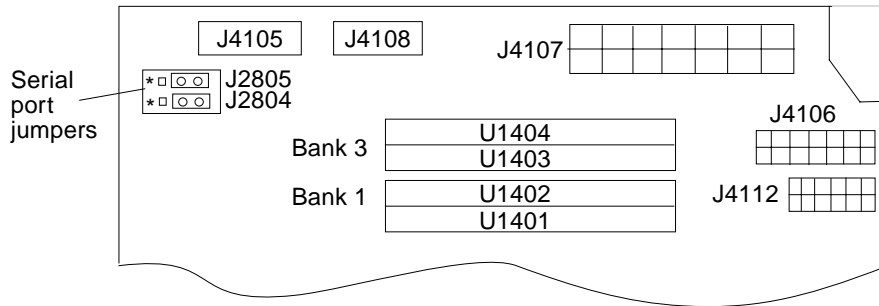 J4105
J4108
J4107
Serial
port
jumpers
* J2805
* J2804
J4106
Bank 3
U1404
U1403
Bank 1
U1402
U1401
J4112